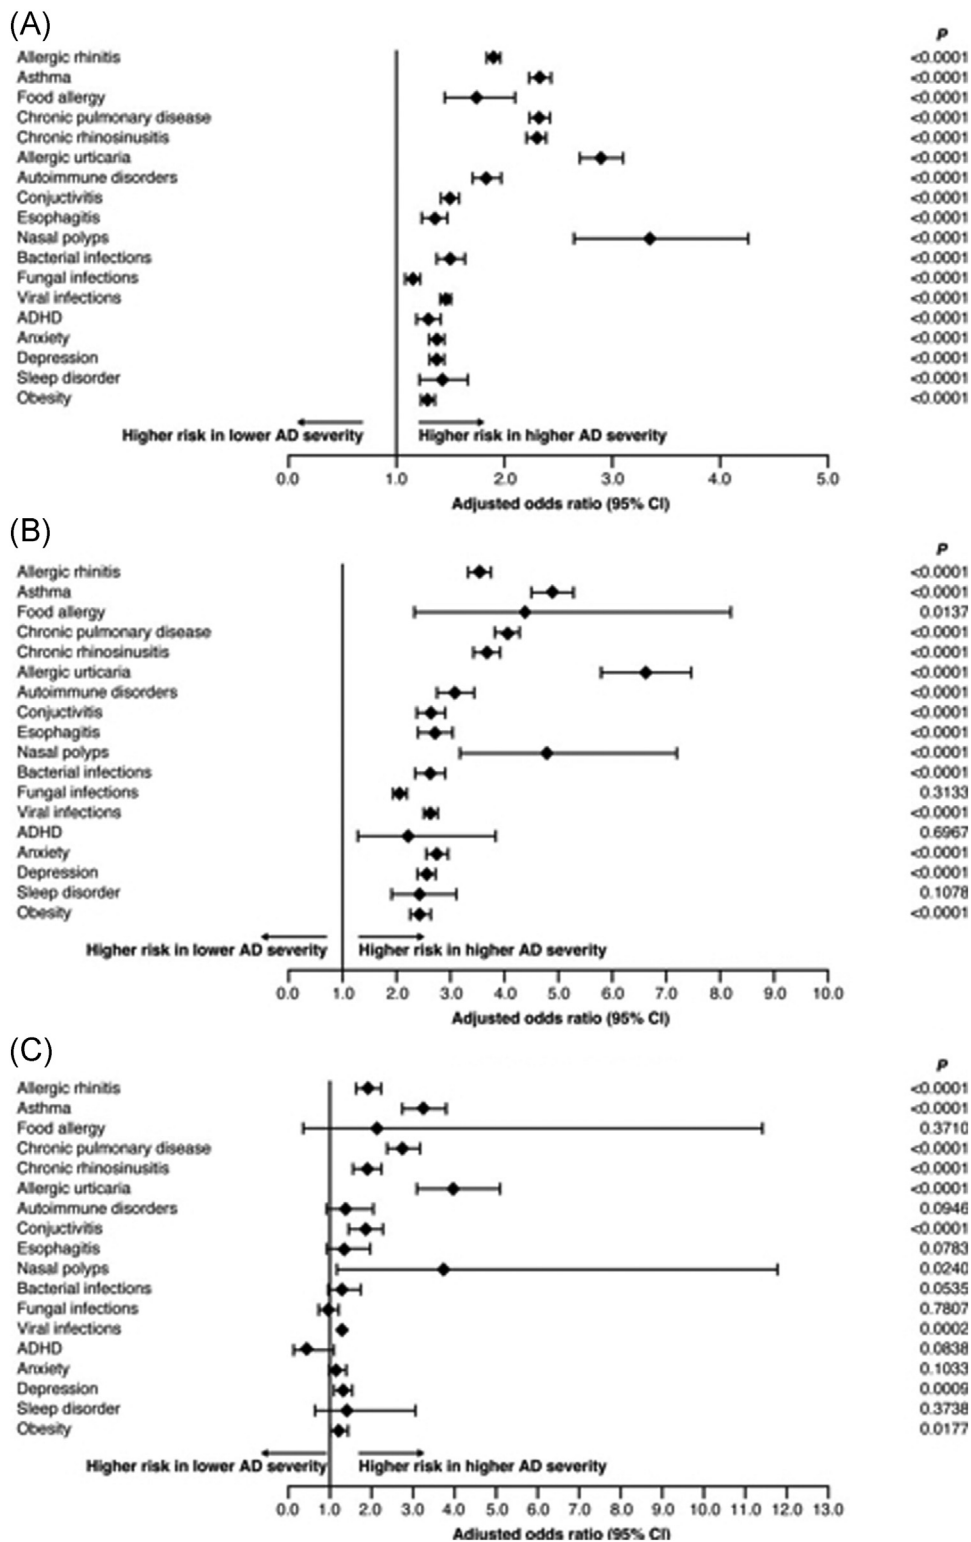 (A)
P
Allergic rhinitis <0.0001
Asthma <0.0001
Food allergy <0.0001
Chronic pulmonary disease <0.0001
Chronic rhinosinusitis <0.0001
Allergic urticaria <0.0001
Autoimmune disorders <0.0001
Conjuctivitis <0.0001
Esophagitis <0.0001
Nasal polyps <0.0001
Bacterial infections <0.0001
Fungal infections <0.0001
Viral infections <0.0001
ADHD <0.0001
Anxiety <0.0001
Depression <0.0001
Sleep disorder <0.0001
Obesity <0.0001
Higher risk in lower AD severity Higher risk in higher AD severity
0.0 1.0 2.0 3.0 4.0 5.0
Adjusted odds ratio (95% CI)
(B)
P
Allergic rhinitis <0.0001
Asthma <0.0001
Food allergy 0.0137
Chronic pulmonary disease <0.0001
Chronic rhinosinusitis <0.0001
Allergic urticaria <0.0001
Autoimmune disorders <0.0001
Conjuctivitis <0.0001
Esophagitis <0.0001
Nasal polyps <0.0001
Bacterial infections <0.0001
Fungal infections 0.3133
Viral infections <0.0001
ADHD 0.6967
Anxiety <0.0001
Depression <0.0001
Sleep disorder 0.1078
Obesity <0.0001
Higher risk in lower AD severity Higher risk in higher AD severity
0.0 1.0 2.0 3.0 4.0 5.0 6.0 7.0 8.0 9.0 10.0
Adjusted odds ratio (95% CI)
(C)
P
Allergic rhinitis <0.0001
Asthma <0.0001
Food allergy 0.3710
Chronic pulmonary disease <0.0001
Chronic rhinosinusitis <0.0001
Allergic urticaria <0.0001
Autoimmune disorders 0.0946
Conjuctivitis <0.0001
Esophagitis 0.0783
Nasal polyps 0.0240
Bacterial infections 0.0535
Fungal infections 0.7807
Viral infections 0.0002
ADHD 0.0838
Anxiety 0.1033
Depression 0.0009
Sleep disorder 0.3738
Obesity 0.0177
Higher risk in lower AD severity Higher risk in higher AD severity
0.0 1.0 2.0 3.0 4.0 5.0 6.0 7.0 8.0 9.0 10.0 11.0 12.0 13.0
Adjusted odds ratio (95% CI)